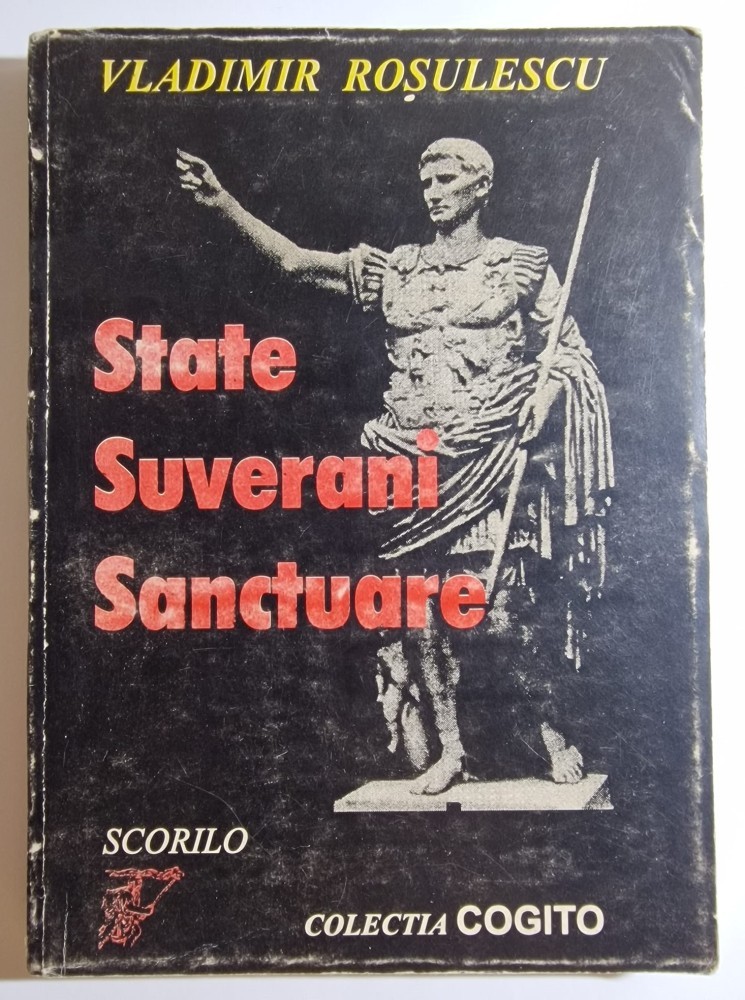 VLADIMIR ROȘULESCU
State
Suverani
Sanctuare
SCORILO
COLECTIA COGITO